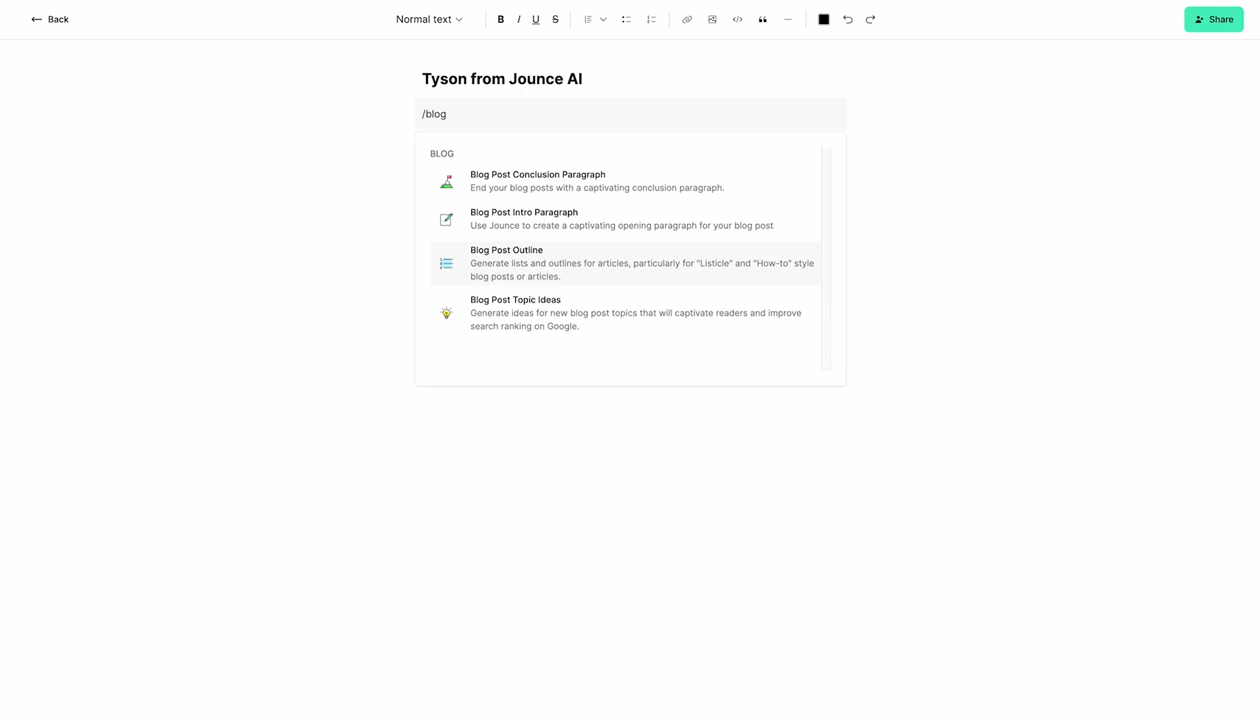 Back
Normal text
B I U S
Share
Tyson from Jounce AI
/blog
BLOG
Blog Post Conclusion Paragraph
End your blog posts with a captivating conclusion paragraph.
Blog Post Intro Paragraph
Use Jounce to create a captivating opening paragraph for your blog post
Blog Post Outline
Generate lists and outlines for articles, particularly for "Listicle" and "How-to" style
blog posts or articles.
Blog Post Topic Ideas
Generate ideas for new blog post topics that will captivate readers and improve
search ranking on Google.